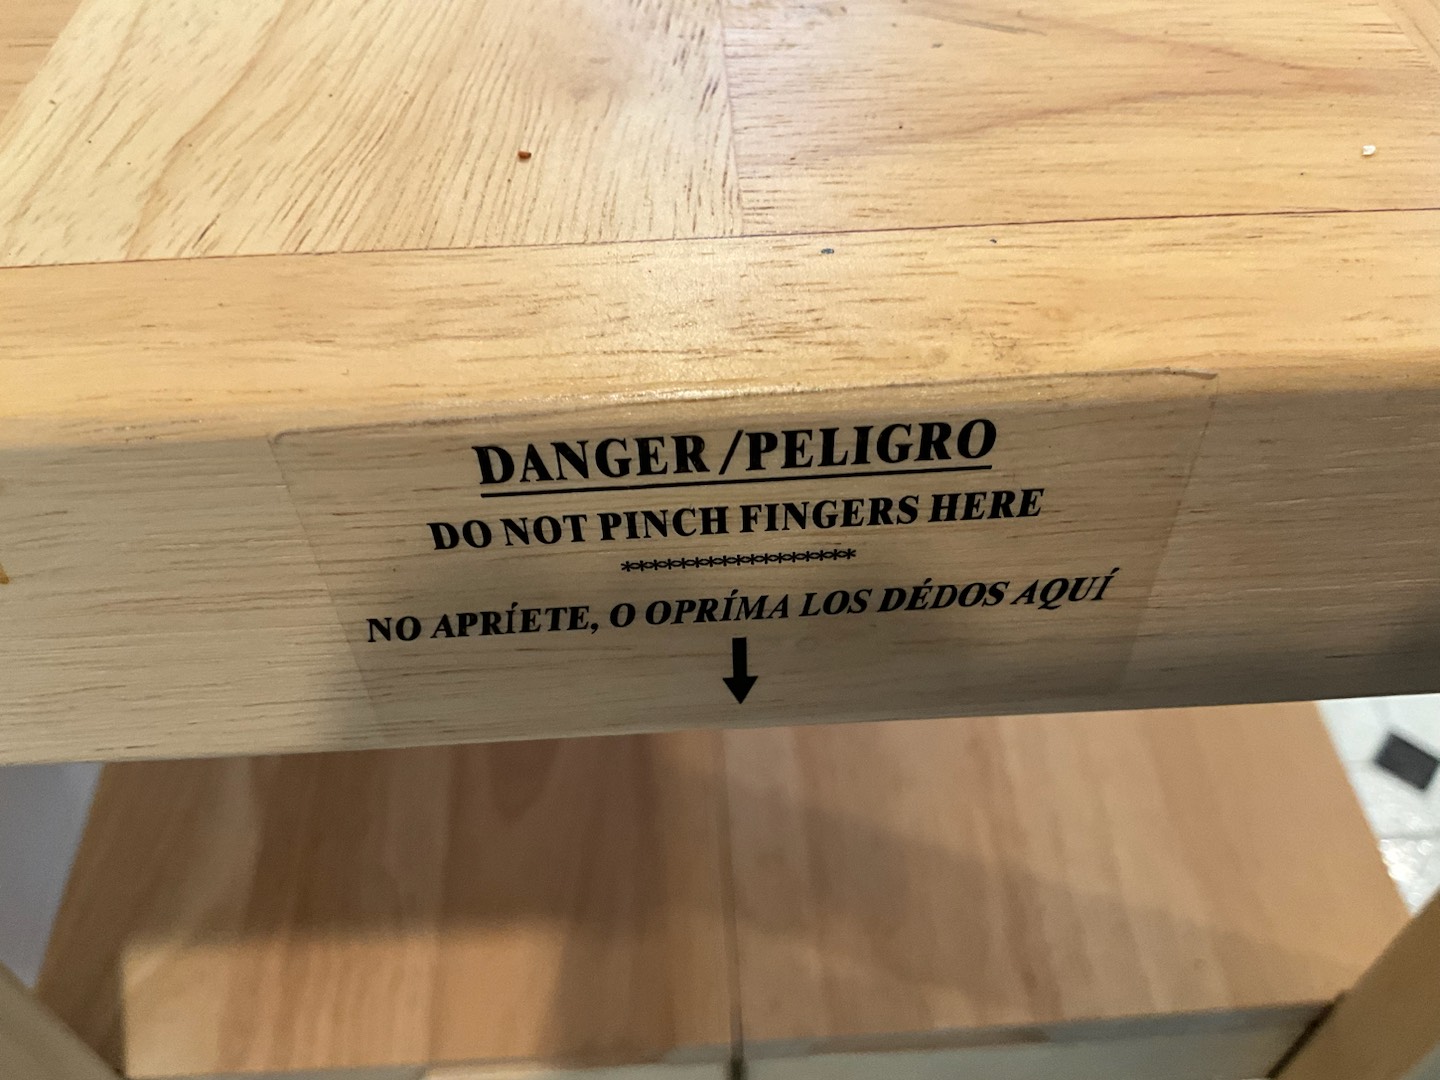 DANGER/PELIGRO
DO NOT PINCH FINGERS HERE
*****************
NO APRÍETE, O OPRÍMA LOS DÉDOS AQUÍ